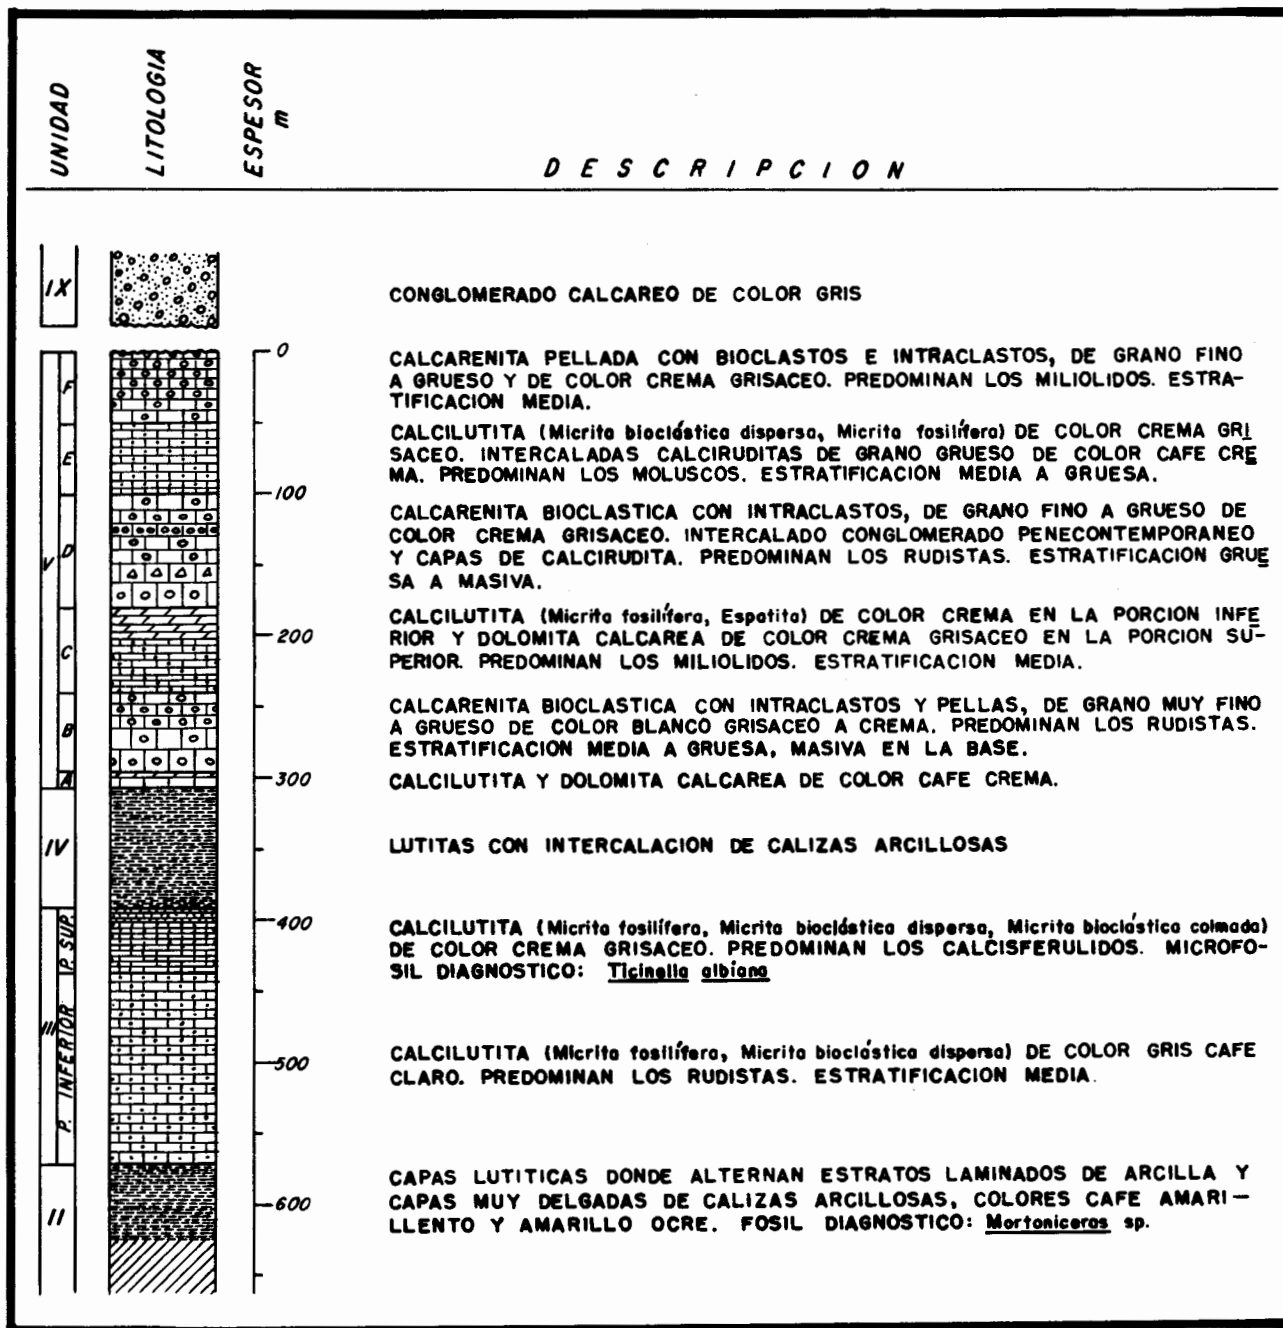 UNIDAD
LITOLOGIA
ESPESOR
m
DESCRIPCION
IX
CONGLOMERADO CALCAREO DE COLOR GRIS
0
V
F
CALCARENITA PELLADA CON BIOCLASTOS E INTRACLASTOS, DE GRANO FINO
A GRUESO Y DE COLOR CREMA GRISACEO. PREDOMINAN LOS MILIOLIDOS. ESTRA-
TIFICACION MEDIA.
E
CALCILUTITA (Micrita bioclástica dispersa, Micrita fosilífera) DE COLOR CREMA GRI
SACEO. INTERCALADAS CALCIRUDITAS DE GRANO GRUESO DE COLOR CAFE CRE
MA. PREDOMINAN LOS MOLUSCOS. ESTRATIFICACION MEDIA A GRUESA.
100
D
CALCARENITA BIOCLASTICA CON INTRACLASTOS, DE GRANO FINO A GRUESO DE
COLOR CREMA GRISACEO. INTERCALADO CONGLOMERADO PENECONTEMPORANEO
Y CAPAS DE CALCIRUDITA. PREDOMINAN LOS RUDISTAS. ESTRATIFICACION GRUE
SA A MASIVA.
200
C
CALCILUTITA (Micrita fosilífera, Espatita) DE COLOR CREMA EN LA PORCION INFE
RIOR Y DOLOMITA CALCAREA DE COLOR CREMA GRISACEO EN LA PORCION SU-
PERIOR. PREDOMINAN LOS MILIOLIDOS. ESTRATIFICACION MEDIA.
B
CALCARENITA BIOCLASTICA CON INTRACLASTOS Y PELLAS, DE GRANO MUY FINO
A GRUESO DE COLOR BLANCO GRISACEO A CREMA. PREDOMINAN LOS RUDISTAS.
ESTRATIFICACION MEDIA A GRUESA, MASIVA EN LA BASE.
A
300
CALCILUTITA Y DOLOMITA CALCAREA DE COLOR CAFE CREMA.
IV
LUTITAS CON INTERCALACION DE CALIZAS ARCILLOSAS
400
III
P. SUP.
CALCILUTITA (Micrita fosilífera, Micrita bioclástica dispersa, Micrita bioclástica colmada)
DE COLOR CREMA GRISACEO. PREDOMINAN LOS CALCISFERULIDOS. MICROFO-
SIL DIAGNOSTICO: Ticinella albiana
P. INFERIOR
500
CALCILUTITA (Micrita fosilífera, Micrita bioclástica dispersa) DE COLOR GRIS CAFE
CLARO. PREDOMINAN LOS RUDISTAS. ESTRATIFICACION MEDIA.
II
600
CAPAS LUTITICAS DONDE ALTERNAN ESTRATOS LAMINADOS DE ARCILLA Y
CAPAS MUY DELGADAS DE CALIZAS ARCILLOSAS, COLORES CAFE AMARI-
LLENTO Y AMARILLO OCRE. FOSIL DIAGNOSTICO: Mortoniceras sp.